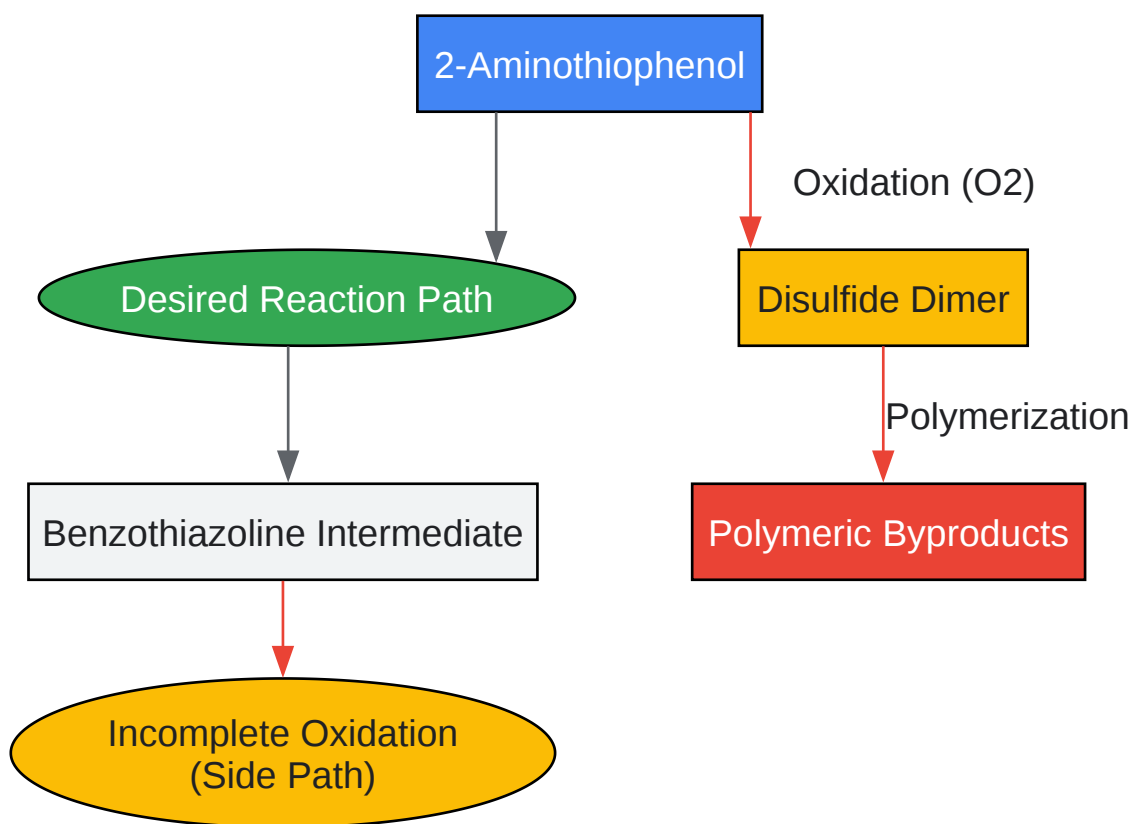 2-Aminothiophenol
Oxidation (O2)
Desired Reaction Path
Disulfide Dimer
Polymerization
Benzothiazoline Intermediate
Polymeric Byproducts
Incomplete Oxidation
(Side Path)